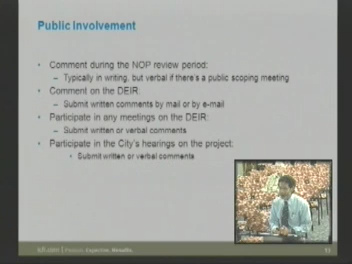 Public Involvement
• Comment during the NOP review period:
– Typically in writing, but verbal if there's a public scoping meeting
• Comment on the DEIR:
– Submit written comments by mail or by e-mail
• Participate in any meetings on the DEIR:
– Submit written or verbal comments
• Participate in the City's hearings on the project:
• Submit written or verbal comments
Expertise. Results.